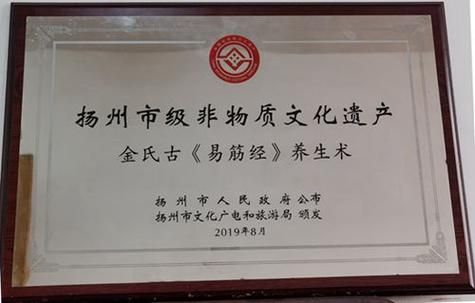 扬州市级非物质文化遗产
金氏古《易筋经》养生术
扬州市人民政府公布
扬州市文化广电和旅游局 颁发
2019年8月